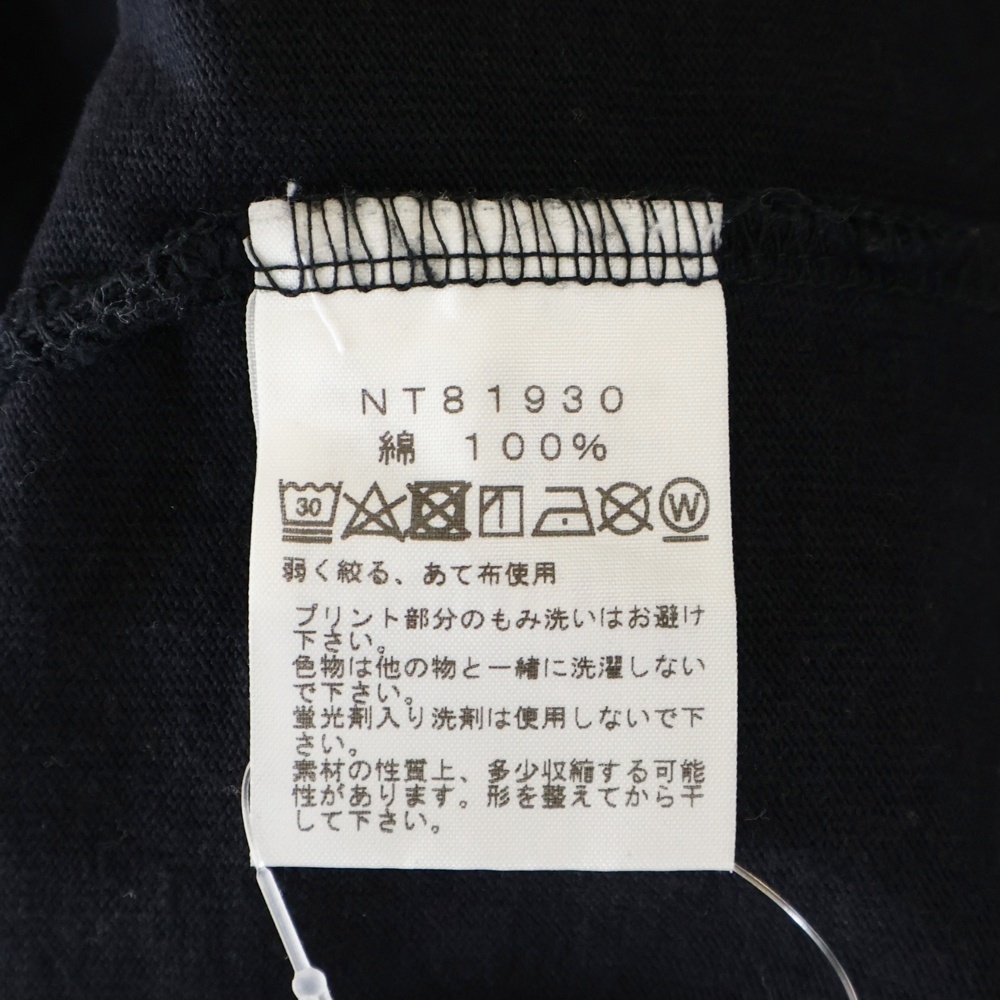 NT81930
綿 100%
30 W
弱く絞る、あて布使用
プリント部分のもみ洗いはお避け
下さい。
色物は他の物と一緒に洗濯しない
で下さい。
蛍光剤入り洗剤は使用しないで下
さい。
素材の性質上、多少収縮する可能
性があります。形を整えてから干
して下さい。